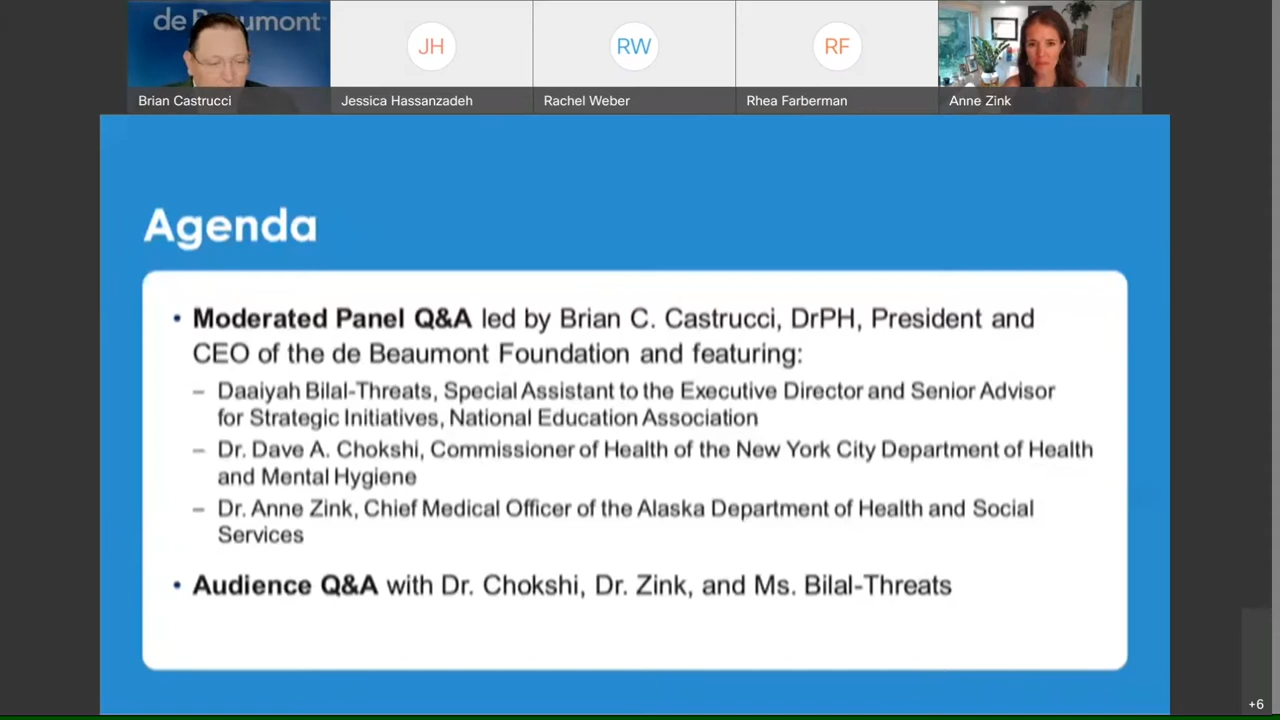 de Beaumont
JH
RW
RF
Brian Castrucci
Jessica Hassanzadeh
Rachel Weber
Rhea Farberman
Anne Zink
Agenda
• Moderated Panel Q&A led by Brian C. Castrucci, DrPH, President and
CEO of the de Beaumont Foundation and featuring:
– Daaiyah Bilal-Threats, Special Assistant to the Executive Director and Senior Advisor
for Strategic Initiatives, National Education Association
– Dr. Dave A. Chokshi, Commissioner of Health of the New York City Department of Health
and Mental Hygiene
– Dr. Anne Zink, Chief Medical Officer of the Alaska Department of Health and Social
Services
• Audience Q&A with Dr. Chokshi, Dr. Zink, and Ms. Bilal-Threats
+6